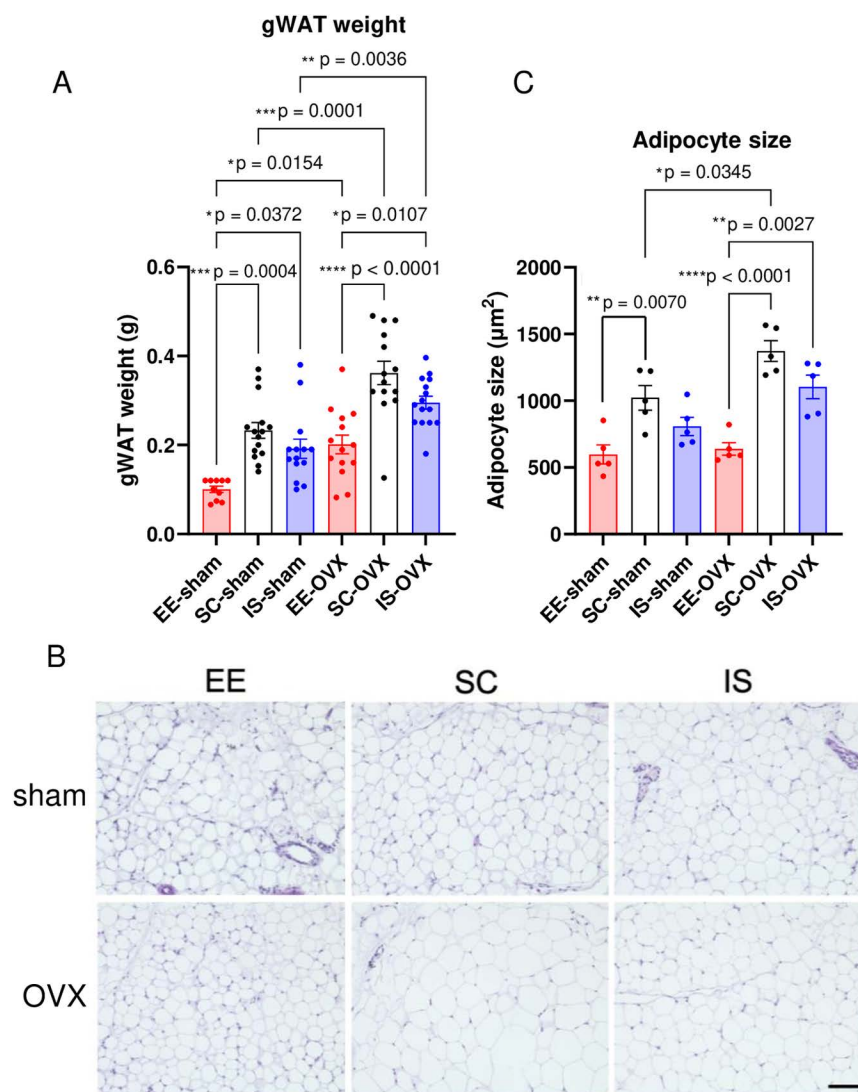 gWAT weight
A
** p = 0.0036
*** p = 0.0001
* p = 0.0154
* p = 0.0372
* p = 0.0107
*** p = 0.0004
**** p < 0.0001
gWAT weight (g)
0.6
0.4
0.2
0.0
EE-sham
SC-sham
IS-sham
EE-OVX
SC-OVX
IS-OVX
C
Adipocyte size
* p = 0.0345
** p = 0.0027
**** p < 0.0001
** p = 0.0070
Adipocyte size (µm²)
2000
1500
1000
500
0
EE-sham
SC-sham
IS-sham
EE-OVX
SC-OVX
IS-OVX
B
EE SC IS
sham
OVX